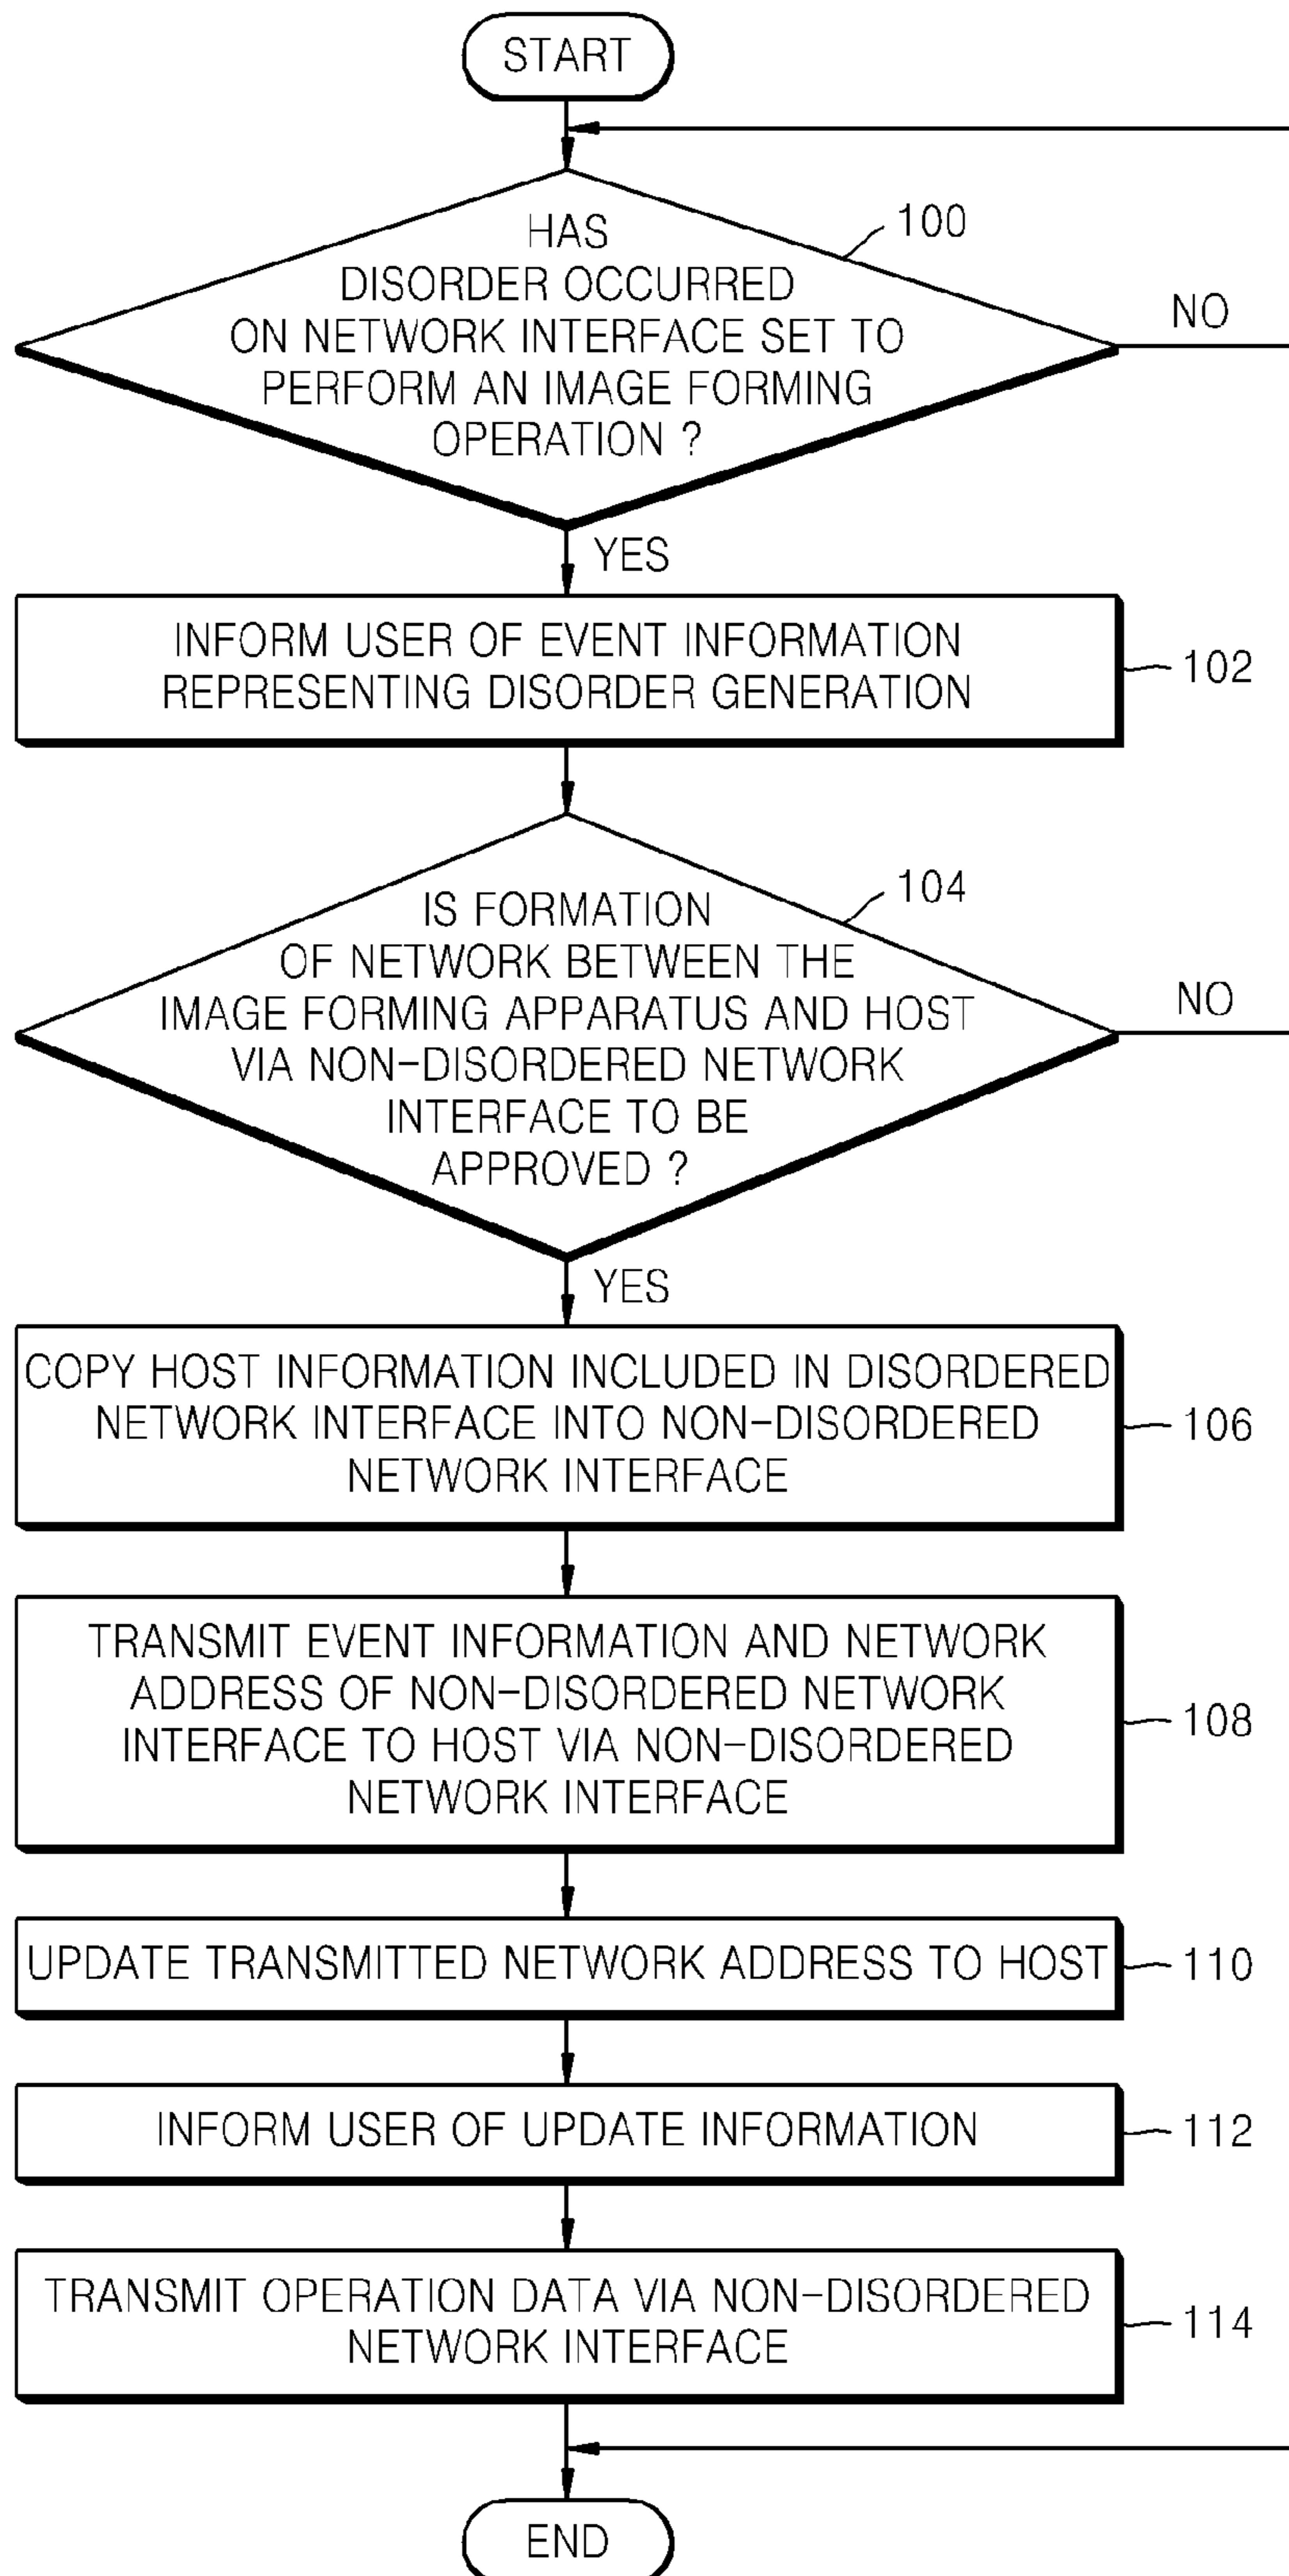 START
HAS
DISORDER OCCURRED
ON NETWORK INTERFACE SET TO
PERFORM AN IMAGE FORMING
OPERATION ?
100
NO
YES
INFORM USER OF EVENT INFORMATION
REPRESENTING DISORDER GENERATION
102
IS FORMATION
OF NETWORK BETWEEN THE
IMAGE FORMING APPARATUS AND HOST
VIA NON-DISORDERED NETWORK
INTERFACE TO BE
APPROVED ?
104
NO
YES
COPY HOST INFORMATION INCLUDED IN DISORDERED
NETWORK INTERFACE INTO NON-DISORDERED
NETWORK INTERFACE
106
TRANSMIT EVENT INFORMATION AND NETWORK
ADDRESS OF NON-DISORDERED NETWORK
INTERFACE TO HOST VIA NON-DISORDERED
NETWORK INTERFACE
108
UPDATE TRANSMITTED NETWORK ADDRESS TO HOST
110
INFORM USER OF UPDATE INFORMATION
112
TRANSMIT OPERATION DATA VIA NON-DISORDERED
NETWORK INTERFACE
114
END